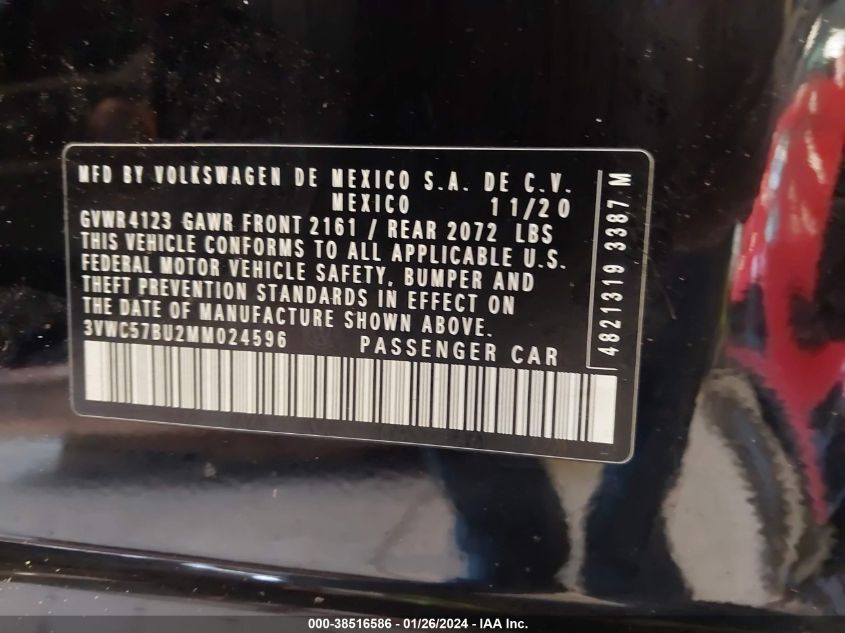 MFD BY VOLKSWAGEN DE MEXICO S.A. DE C.V.
MEXICO 11/20
GVWR4123 GAWR FRONT 2161 / REAR 2072 LBS
THIS VEHICLE CONFORMS TO ALL APPLICABLE U.S.
FEDERAL MOTOR VEHICLE SAFETY, BUMPER AND
THEFT PREVENTION STANDARDS IN EFFECT ON
THE DATE OF MANUFACTURE SHOWN ABOVE.
3VWC57BU2MM024596 PASSENGER CAR
4821319 3387 M
000-38516586 - 01/26/2024 - IAA Inc.